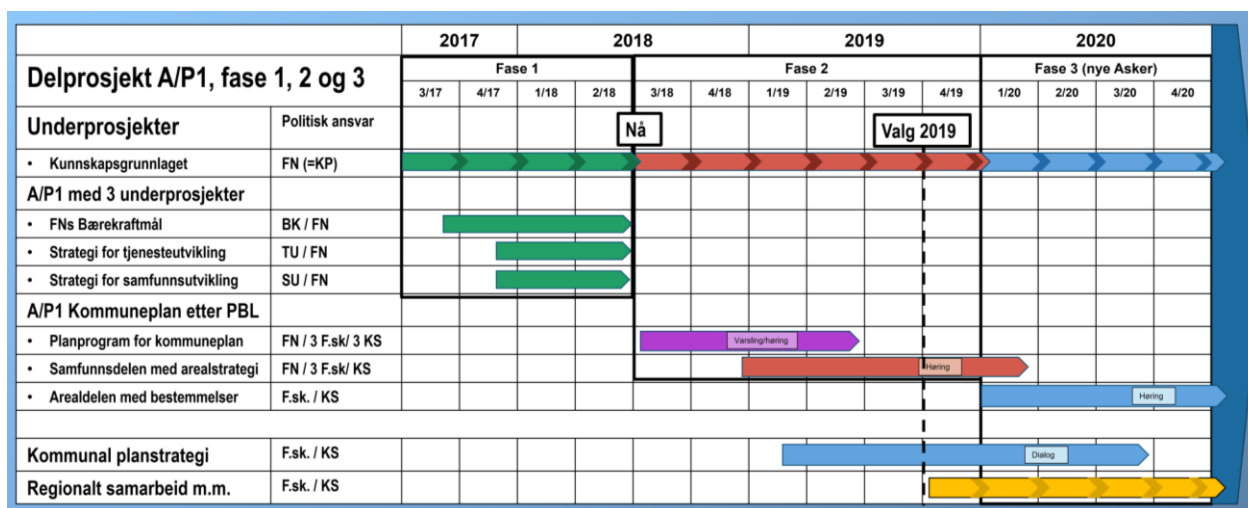 2017 2018 2019 2020
Delprosjekt A/P1, fase 1, 2 og 3
Fase 1 Fase 2 Fase 3 (nye Asker)
3/17 4/17 1/18 2/18 3/18 4/18 1/19 2/19 3/19 4/19 1/20 2/20 3/20 4/20
Underprosjekter Politisk ansvar Nå Valg 2019
• Kunnskapsgrunnlaget FN (=KP)
A/P1 med 3 underprosjekter
• FNs Bærekraftmål BK / FN
• Strategi for tjenesteutvikling TU / FN
• Strategi for samfunnsutvikling SU / FN
A/P1 Kommuneplan etter PBL
• Planprogram for kommuneplan FN / 3 F.sk/ 3 KS Varsling/høring
• Samfunnsdelen med arealstrategi FN / 3 F.sk/ KS Høring
• Arealdelen med bestemmelser F.sk. / KS Høring
Kommunal planstrategi F.sk. / KS Dialog
Regionalt samarbeid m.m. F.sk. / KS